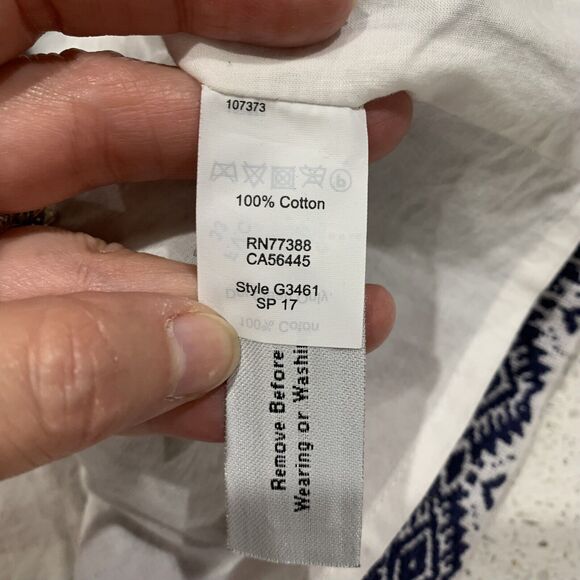 107373
100% Cotton
RN77388
CA56445
Style G3461
SP 17
Remove Before
Wearing or Washi